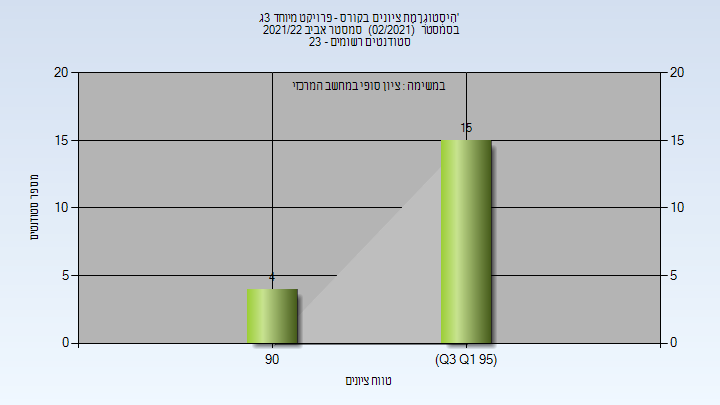 היסטוגרמת ציונים בקורס - פרויקט מיוחד 3ג'
בסמסטר (02/2021) סמסטר אביב 2021/22
סטודנטים רשומים - 23
במשימה : ציון סופי במחשב המרכזי
20 20
15 15
10 10
5 5
0 0
15
4
מספר סטודנטים
90 (Q3 Q1 95)
טווח ציונים